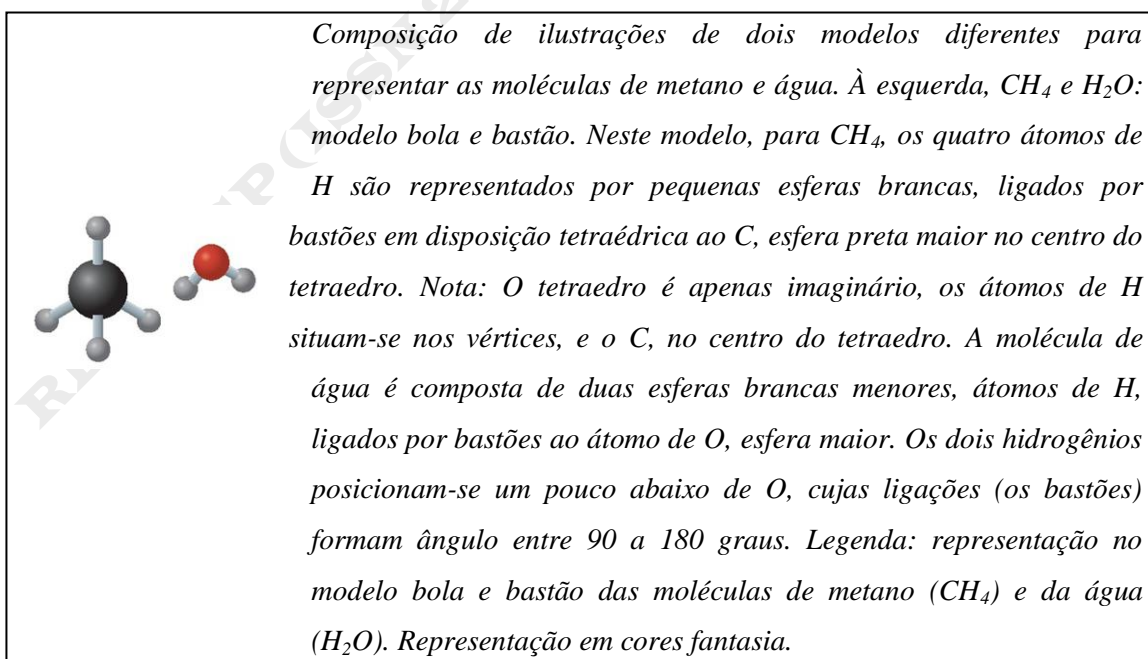 Composição de ilustrações de dois modelos diferentes para
representar as moléculas de metano e água. À esquerda, CH₄ e H₂O:
modelo bola e bastão. Neste modelo, para CH₄, os quatro átomos de
H são representados por pequenas esferas brancas, ligados por
bastões em disposição tetraédrica ao C, esfera preta maior no centro do
tetraedro. Nota: O tetraedro é apenas imaginário, os átomos de H
situam-se nos vértices, e o C, no centro do tetraedro. A molécula de
água é composta de duas esferas brancas menores, átomos de H,
ligados por bastões ao átomo de O, esfera maior. Os dois hidrogênios
posicionam-se um pouco abaixo de O, cujas ligações (os bastões)
formam ângulo entre 90 a 180 graus. Legenda: representação no
modelo bola e bastão das moléculas de metano (CH₄) e da água
(H₂O). Representação em cores fantasia.